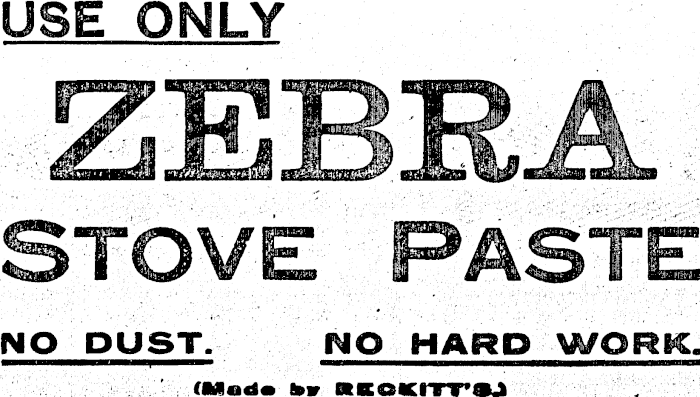 USE ONLY
ZEBRA
STOVE PASTE
NO DUST. NO HARD WORK.
(Made by RECKITT'S.)